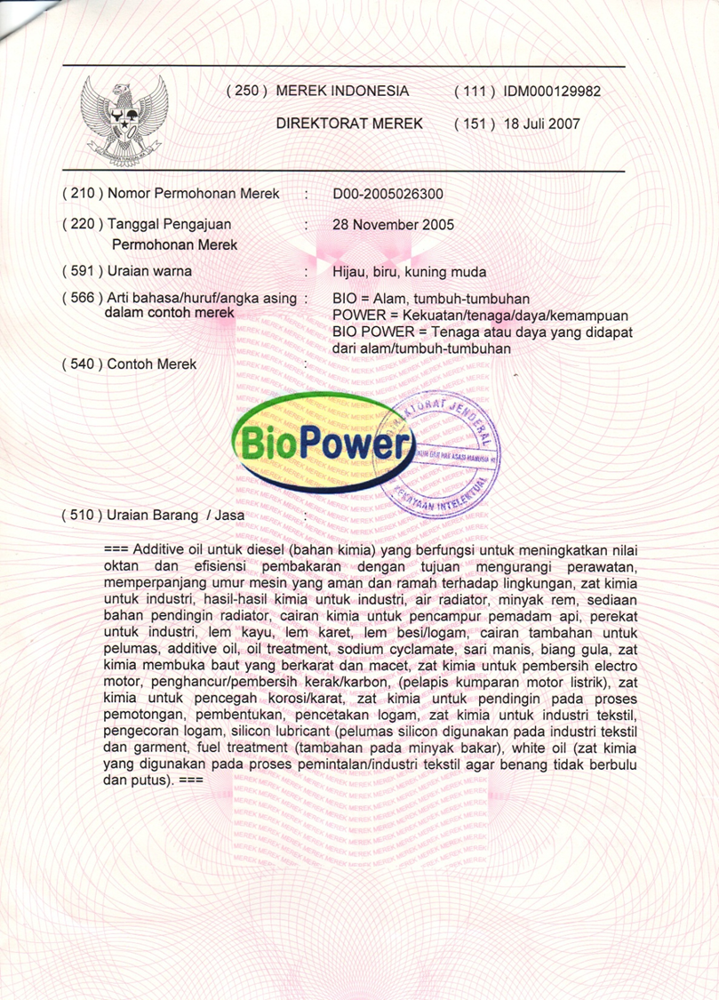 ( 250 ) MEREK INDONESIA ( 111 ) IDM000129982
DIREKTORAT MEREK ( 151 ) 18 Juli 2007
( 210 ) Nomor Permohonan Merek : D00-2005026300
( 220 ) Tanggal Pengajuan : 28 November 2005
Permohonan Merek
( 591 ) Uraian warna : Hijau, biru, kuning muda
( 566 ) Arti bahasa/huruf/angka asing : BIO = Alam, tumbuh-tumbuhan
dalam contoh merek POWER = Kekuatan/tenaga/daya/kemampuan
BIO POWER = Tenaga atau daya yang didapat
dari alam/tumbuh-tumbuhan
( 540 ) Contoh Merek :
BioPower
DIREKTORAT JENDERAL
HAK ASASI MANUSIA
KEKAYAAN INTELEKTUAL
( 510 ) Uraian Barang / Jasa :
=== Additive oil untuk diesel (bahan kimia) yang berfungsi untuk meningkatkan nilai
oktan dan efisiensi pembakaran dengan tujuan mengurangi perawatan,
memperpanjang umur mesin yang aman dan ramah terhadap lingkungan, zat kimia
untuk industri, hasil-hasil kimia untuk industri, air radiator, minyak rem, sediaan
bahan pendingin radiator, cairan kimia untuk pencampur pemadam api, perekat
untuk industri, lem kayu, lem karet, lem besi/logam, cairan tambahan untuk
pelumas, additive oil, oil treatment, sodium cyclamate, sari manis, biang gula, zat
kimia membuka baut yang berkarat dan macet, zat kimia untuk pembersih electro
motor, penghancur/pembersih kerak/karbon, (pelapis kumparan motor listrik), zat
kimia untuk pencegah korosi/karat, zat kimia untuk pendingin pada proses
pemotongan, pembentukan, pencetakan logam, zat kimia untuk industri tekstil,
pengecoran logam, silicon lubricant (pelumas silicon digunakan pada industri tekstil
dan garment, fuel treatment (tambahan pada minyak bakar), white oil (zat kimia
yang digunakan pada proses pemintalan/industri tekstil agar benang tidak berbulu
dan putus). ===